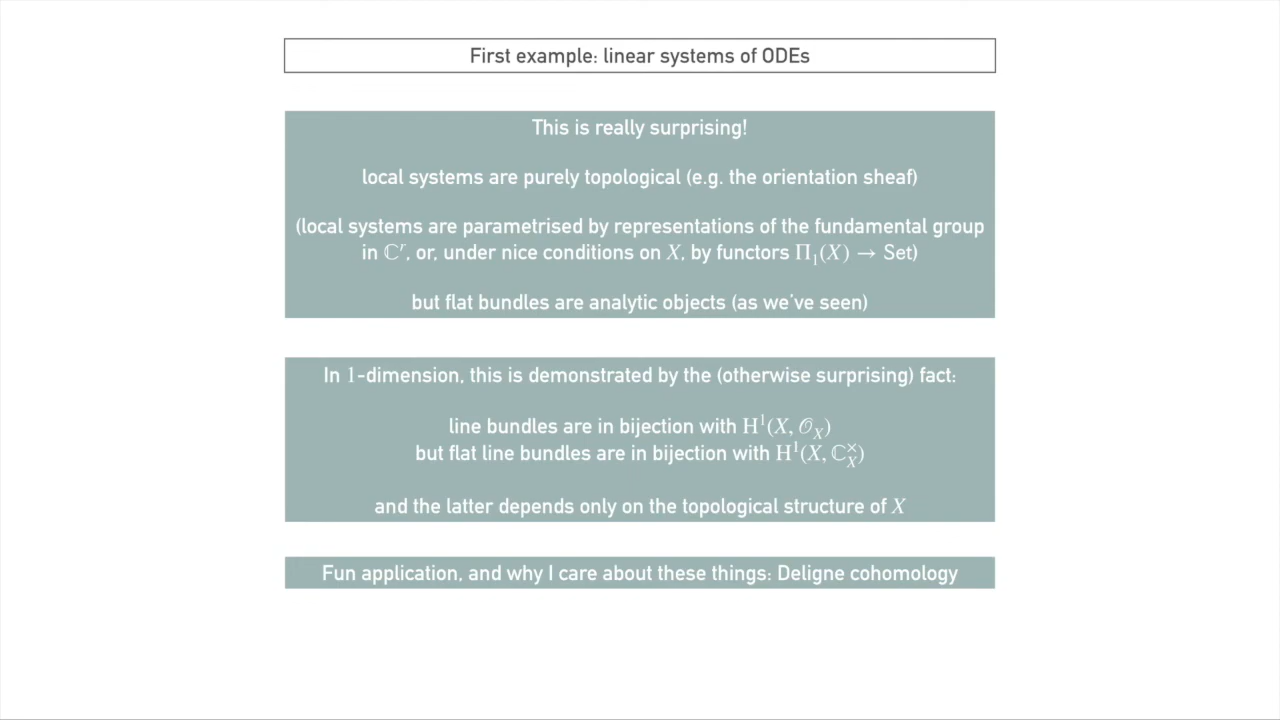 First example: linear systems of ODEs
This is really surprising!
local systems are purely topological (e.g. the orientation sheaf)
(local systems are parametrised by representations of the fundamental group
in ℂʳ, or, under nice conditions on X, by functors Π₁(X) → Set)
but flat bundles are analytic objects (as we've seen)
In 1-dimension, this is demonstrated by the (otherwise surprising) fact:
line bundles are in bijection with H¹(X, 𝒪_X)
but flat line bundles are in bijection with H¹(X, ℂ_X^×)
and the latter depends only on the topological structure of X
Fun application, and why I care about these things: Deligne cohomology